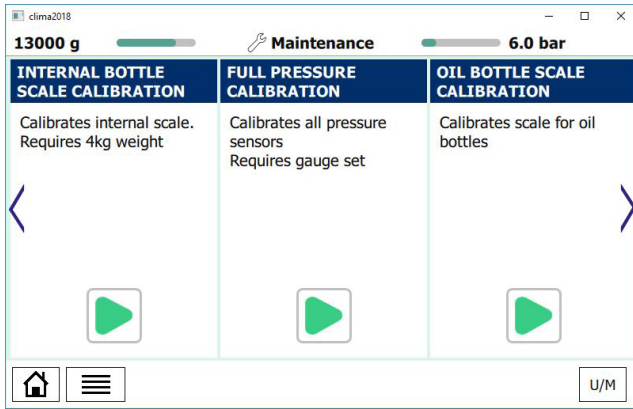 clima2018
13000 g
Maintenance
6.0 bar
INTERNAL BOTTLE
SCALE CALIBRATION
Calibrates internal scale.
Requires 4kg weight
FULL PRESSURE
CALIBRATION
Calibrates all pressure
sensors
Requires gauge set
OIL BOTTLE SCALE
CALIBRATION
Calibrates scale for oil
bottles
U/M